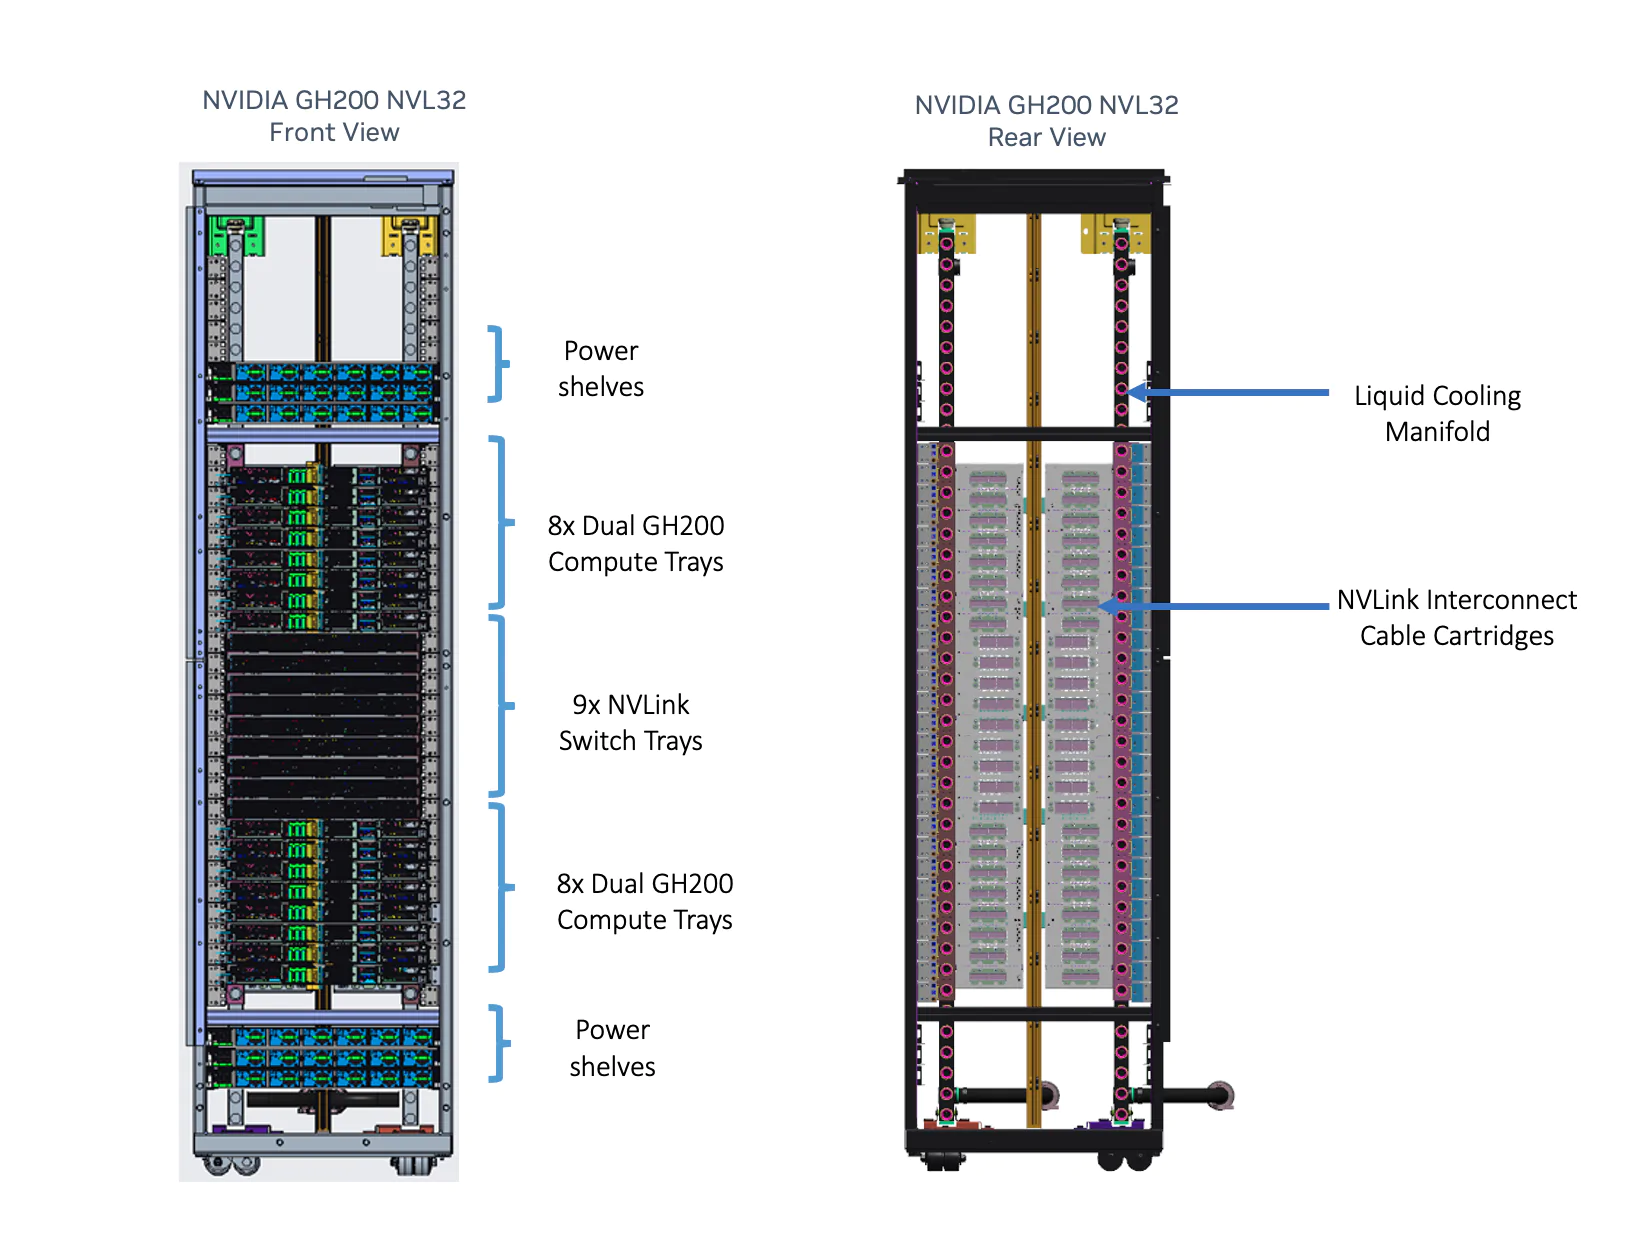 NVIDIA GH200 NVL32
Front View
Power
shelves
8x Dual GH200
Compute Trays
9x NVLink
Switch Trays
8x Dual GH200
Compute Trays
Power
shelves
NVIDIA GH200 NVL32
Rear View
Liquid Cooling
Manifold
NVLink Interconnect
Cable Cartridges